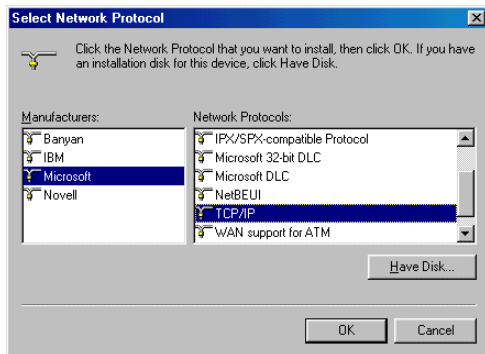 Select Network Protocol
Click the Network Protocol that you want to install, then click OK. If you have
an installation disk for this device, click Have Disk.
Manufacturers:
Banyan
IBM
Microsoft
Novell
Network Protocols:
IPX/SPX-compatible Protocol
Microsoft 32-bit DLC
Microsoft DLC
NetBEUI
TCP/IP
WAN support for ATM
Have Disk...
OK
Cancel